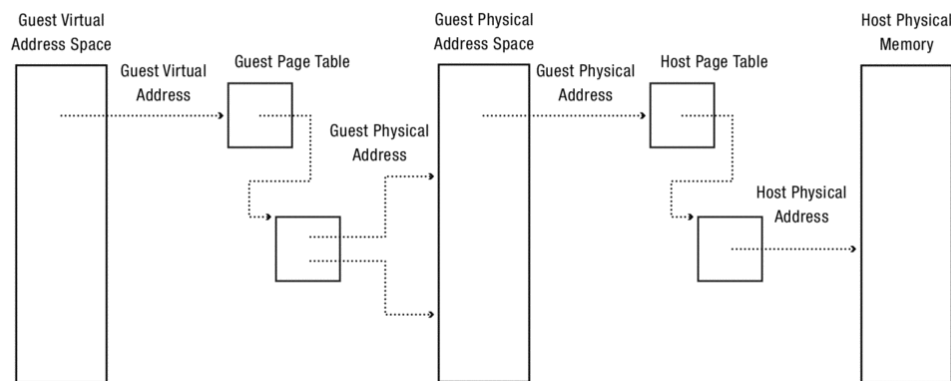 Guest Virtual
Address Space
Guest Virtual
Address
Guest Page Table
Guest Physical
Address
Guest Physical
Address Space
Guest Physical
Address
Host Page Table
Host Physical
Address
Host Physical
Memory